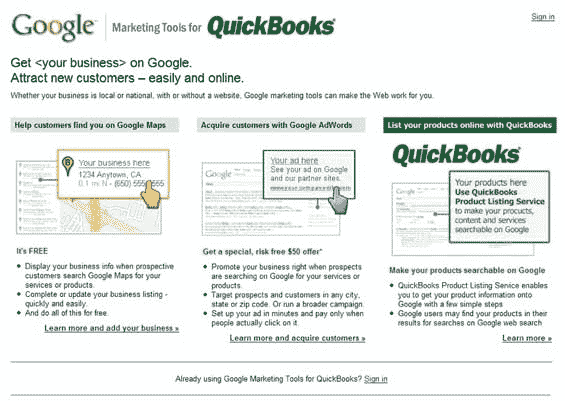 Google Marketing Tools for QuickBooks
Sign in
Get <your business> on Google.
Attract new customers – easily and online.
Whether your business is local or national, with or without a website, Google marketing tools can make the Web work for you.
Help customers find you on Google Maps
Your business here
1234 Anytown, CA
0.1 mi N - (650) 555
It's FREE
Display your business info when prospective
customers search Google Maps for your
services or products.
Complete or update your business listing -
quickly and easily.
And do all of this for free.
Learn more and add your business »
Acquire customers with Google AdWords
Google
Your ad here
See your ad on Google
and our partner sites.
Get a special, risk free $50 offer*
Promote your business right when prospects
are searching on Google for your services or
products.
Target prospects and customers in any city,
state or zip code. Or run a broader campaign.
Set up your ad in minutes and pay only when
people actually click on it.
Learn more and acquire customers »
List your products online with QuickBooks
QuickBooks
Google
Your products here
Use QuickBooks
Product Listing Service
to make your products,
content and services
searchable on Google
Make your products searchable on Google
QuickBooks Product Listing Service enables
you to get your product information onto
Google with a few simple steps
Google users may find your products in their
results for searches on Google web search
Learn more »
Already using Google Marketing Tools for QuickBooks? Sign in